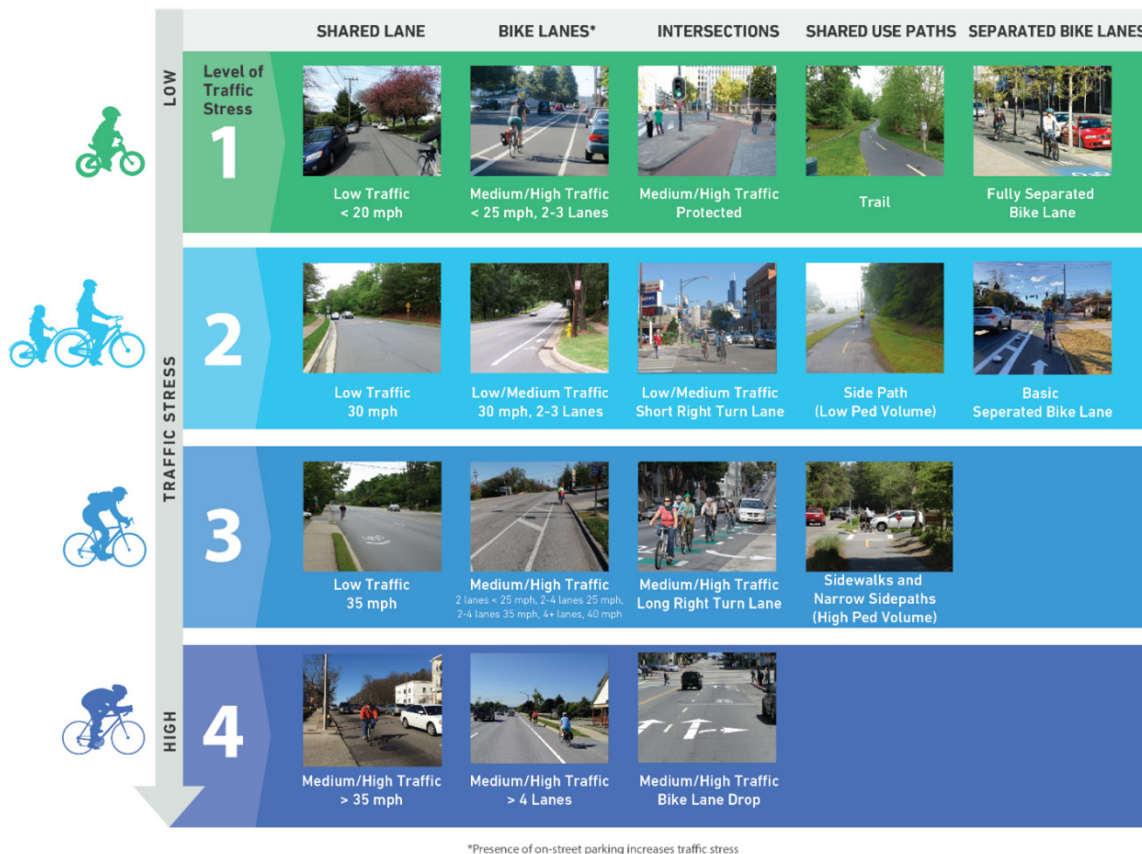 SHARED LANE
BIKE LANES*
INTERSECTIONS
SHARED USE PATHS
SEPARATED BIKE LANES
LOW
TRAFFIC STRESS
HIGH
Level of
Traffic
Stress
1
Low Traffic
< 20 mph
Medium/High Traffic
< 25 mph, 2-3 Lanes
Medium/High Traffic
Protected
Trail
Fully Separated
Bike Lane
2
Low Traffic
30 mph
Low/Medium Traffic
30 mph, 2-3 Lanes
Low/Medium Traffic
Short Right Turn Lane
Side Path
(Low Ped Volume)
Basic
Seperated Bike Lane
3
Low Traffic
35 mph
Medium/High Traffic
2 lanes < 25 mph, 2-4 lanes 25 mph,
2-4 lanes 35 mph, 4+ lanes, 40 mph
Medium/High Traffic
Long Right Turn Lane
Sidewalks and
Narrow Sidepaths
(High Ped Volume)
4
Medium/High Traffic
> 35 mph
Medium/High Traffic
> 4 Lanes
Medium/High Traffic
Bike Lane Drop
*Presence of on-street parking increases traffic stress